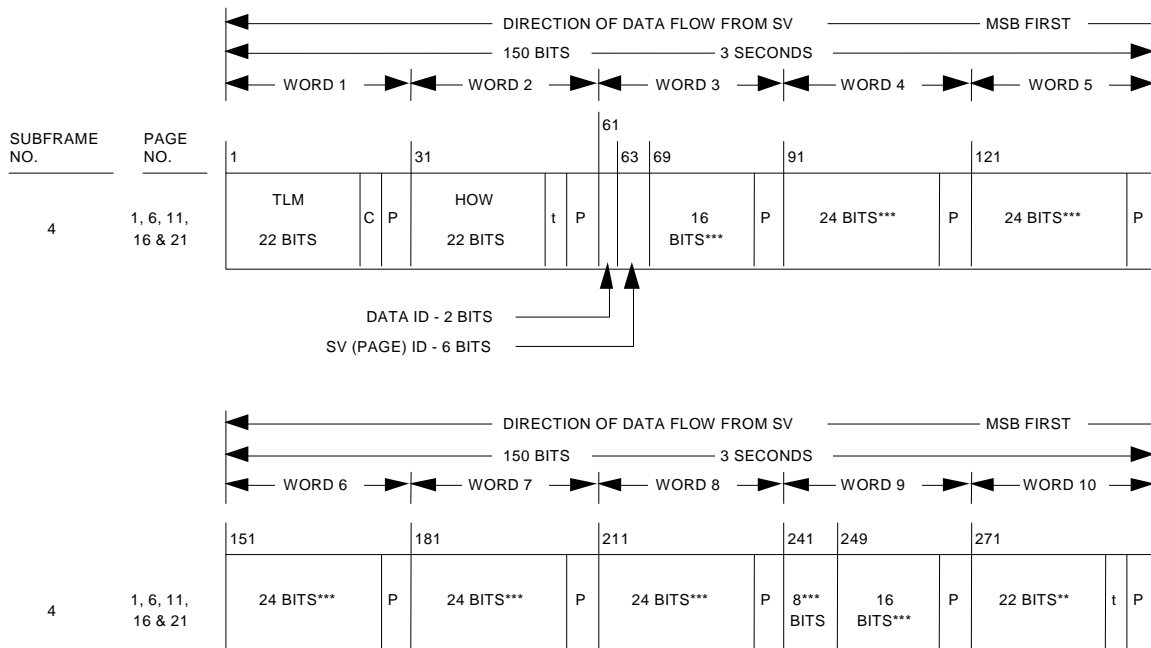 DIRECTION OF DATA FLOW FROM SV MSB FIRST
150 BITS 3 SECONDS
WORD 1 WORD 2 WORD 3 WORD 4 WORD 5
61
SUBFRAME NO. PAGE NO. 1 31 63 69 91 121
4 1, 6, 11, 16 & 21 TLM 22 BITS C P HOW 22 BITS t P 16 BITS*** P 24 BITS*** P 24 BITS*** P
DATA ID - 2 BITS
SV (PAGE) ID - 6 BITS
DIRECTION OF DATA FLOW FROM SV MSB FIRST
150 BITS 3 SECONDS
WORD 6 WORD 7 WORD 8 WORD 9 WORD 10
151 181 211 241 249 271
4 1, 6, 11, 16 & 21 24 BITS*** P 24 BITS*** P 24 BITS*** P 8*** BITS 16 BITS*** P 22 BITS** t P